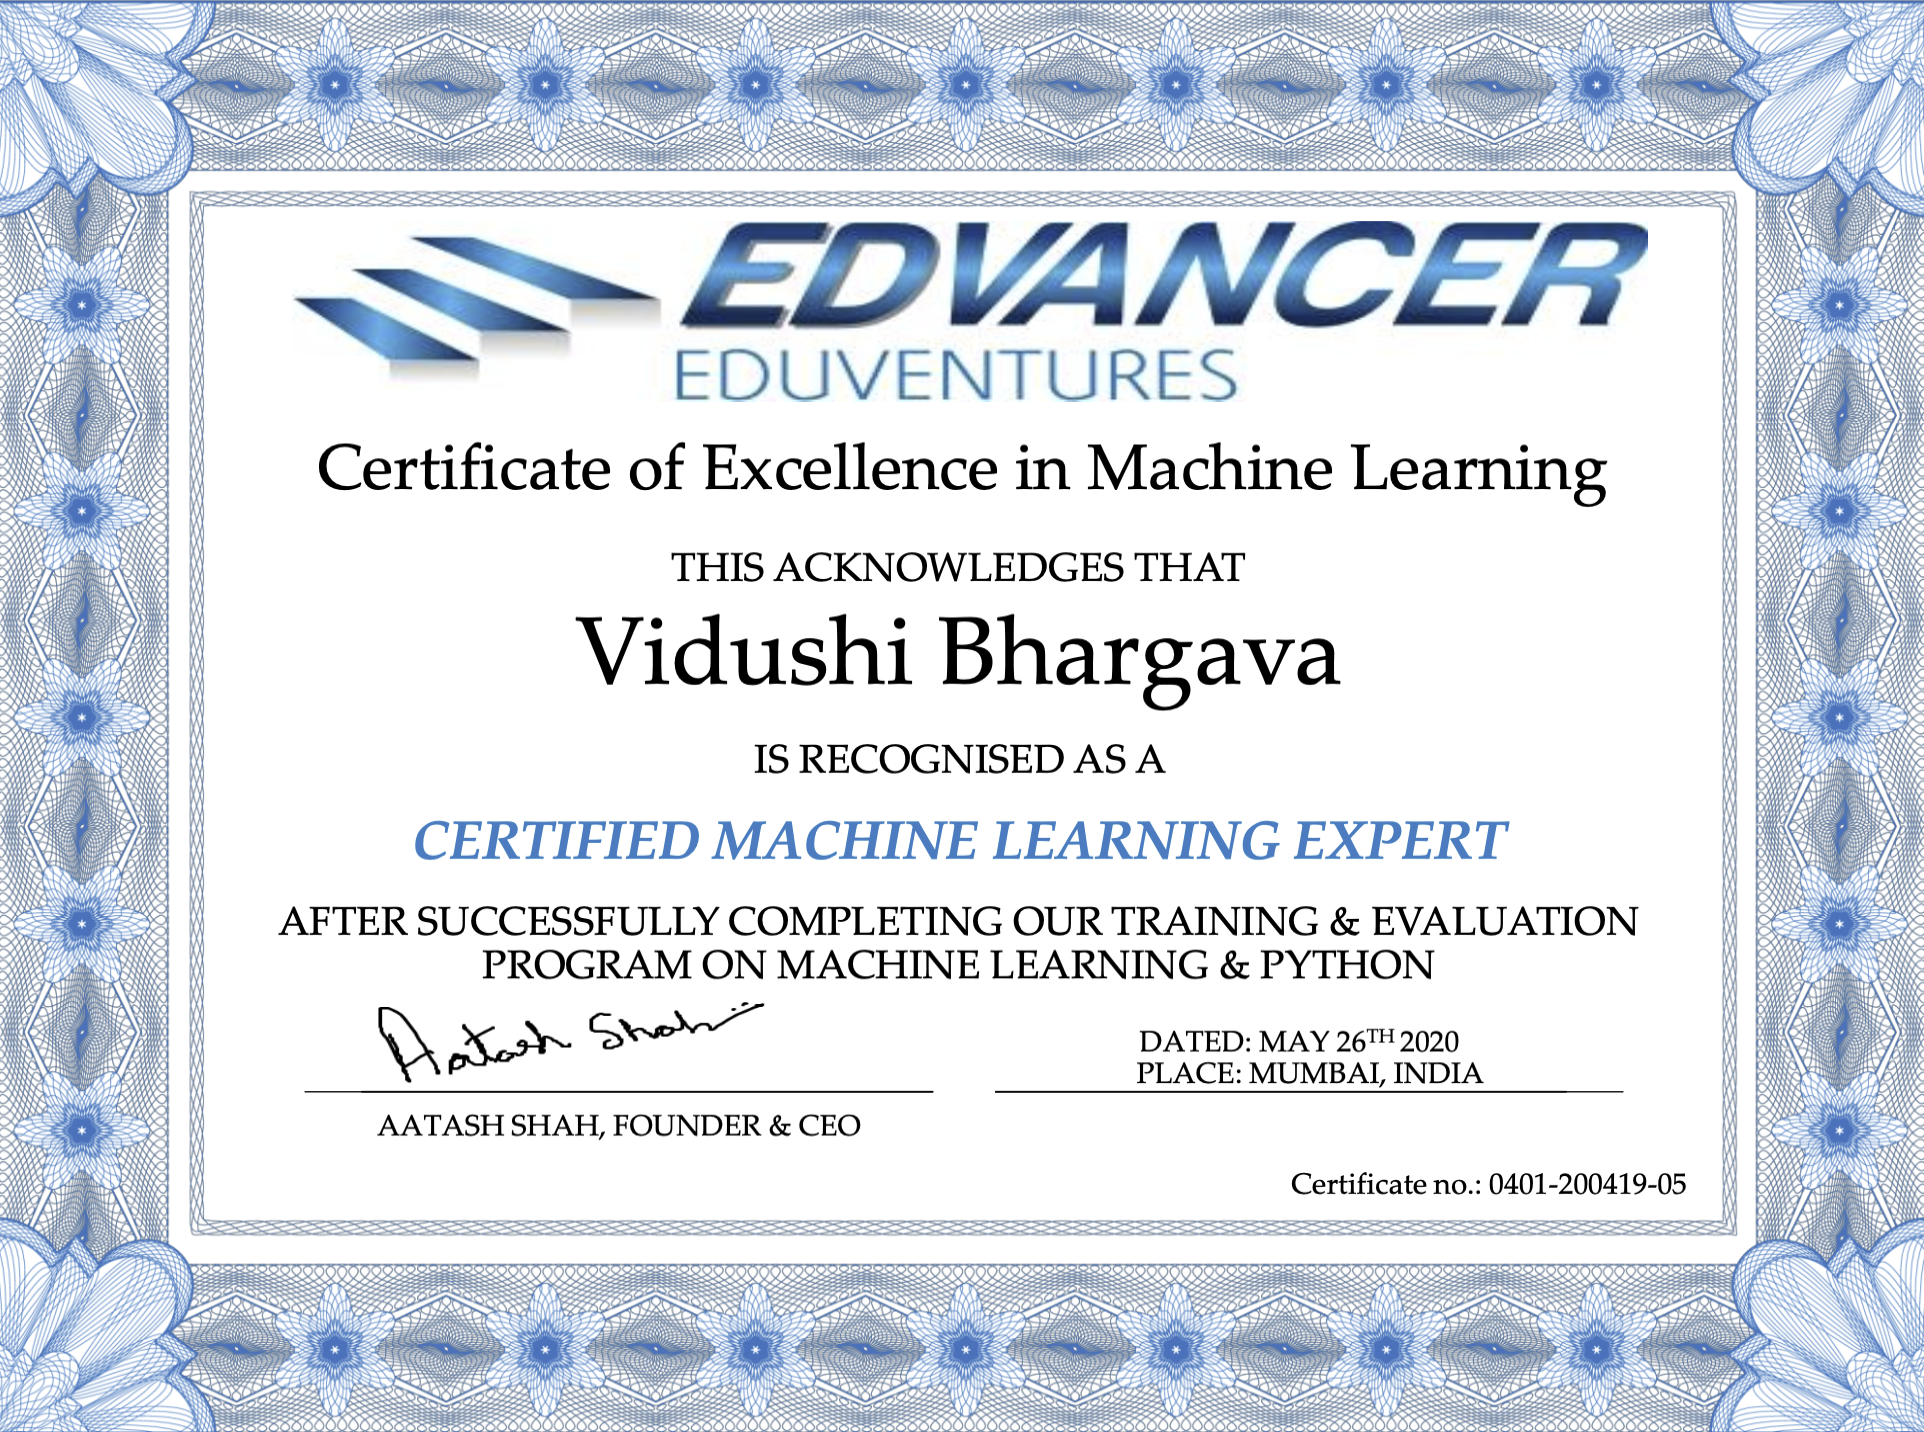 EDVANCER
EDUVENTURES
Certificate of Excellence in Machine Learning
THIS ACKNOWLEDGES THAT
Vidushi Bhargava
IS RECOGNISED AS A
CERTIFIED MACHINE LEARNING EXPERT
AFTER SUCCESSFULLY COMPLETING OUR TRAINING & EVALUATION
PROGRAM ON MACHINE LEARNING & PYTHON
Aatash Shah
DATED: MAY 26TH 2020
PLACE: MUMBAI, INDIA
AATASH SHAH, FOUNDER & CEO
Certificate no.: 0401-200419-05